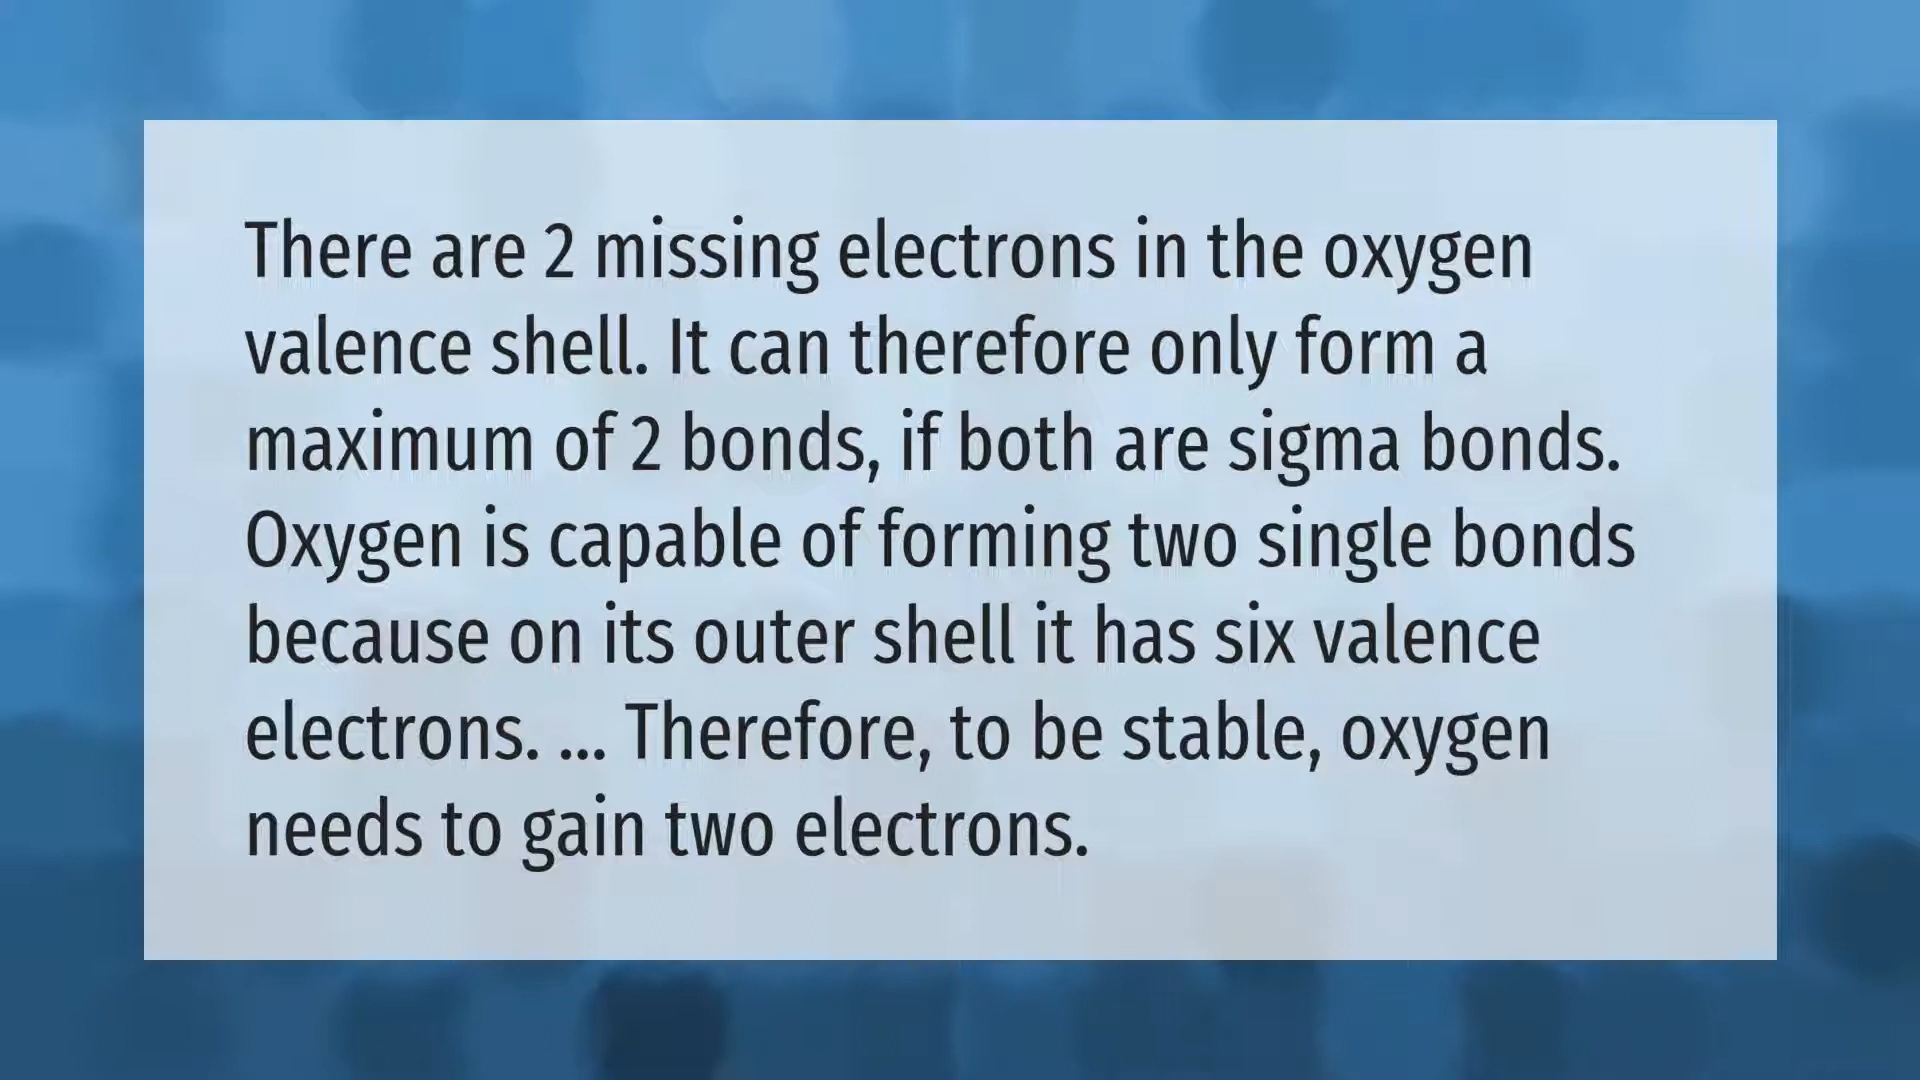 There are 2 missing electrons in the oxygen
valence shell. It can therefore only form a
maximum of 2 bonds, if both are sigma bonds.
Oxygen is capable of forming two single bonds
because on its outer shell it has six valence
electrons. ... Therefore, to be stable, oxygen
needs to gain two electrons.